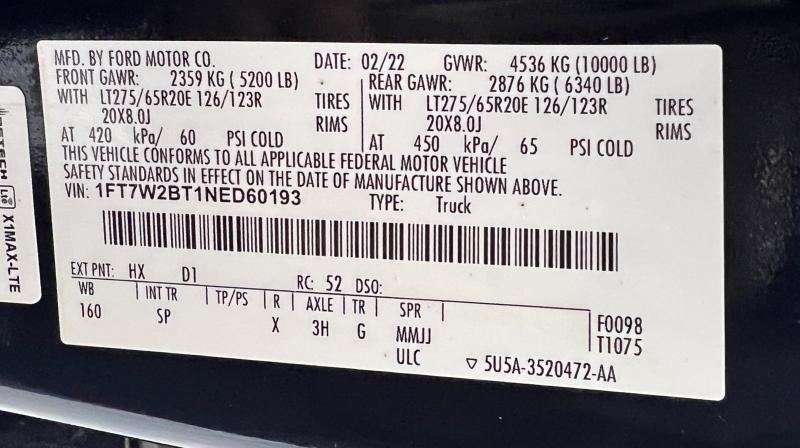 MFD. BY FORD MOTOR CO. DATE: 02/22 GVWR: 4536 KG (10000 LB)
FRONT GAWR: 2359 KG ( 5200 LB) REAR GAWR: 2876 KG ( 6340 LB)
WITH LT275/65R20E 126/123R TIRES WITH LT275/65R20E 126/123R TIRES
20X8.0J RIMS 20X8.0J RIMS
AT 420 kPa/ 60 PSI COLD AT 450 kPa/ 65 PSI COLD
THIS VEHICLE CONFORMS TO ALL APPLICABLE FEDERAL MOTOR VEHICLE
SAFETY STANDARDS IN EFFECT ON THE DATE OF MANUFACTURE SHOWN ABOVE.
VIN: 1FT7W2BT1NED60193 TYPE: Truck
EXT PNT: HX D1 RC: 52 DSO:
WB | INT TR | TP/PS | R | AXLE | TR | SPR |
160 SP X 3H G MMJJ
ULC
F0098
T1075
▽ 5U5A-3520472-AA
Lte
X1MAX-LTE